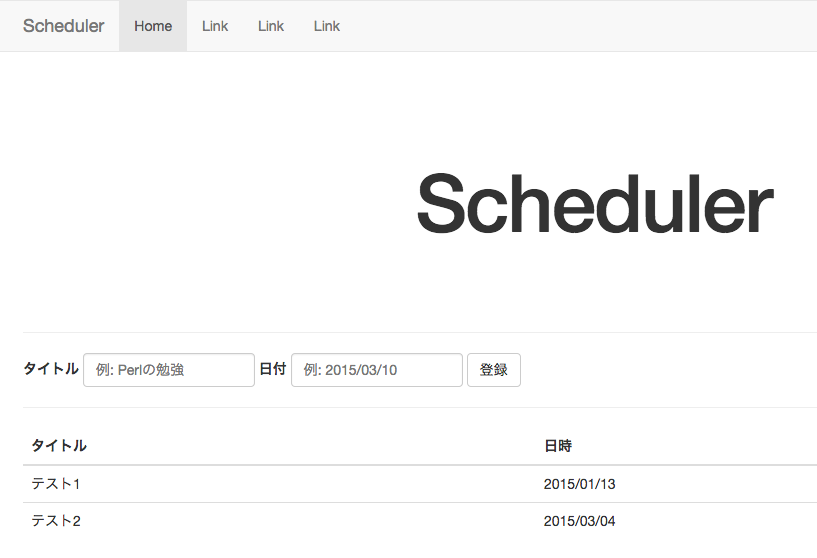 Scheduler Home Link Link Link
Scheduler
タイトル 例: Perlの勉強 日付 例: 2015/03/10 登録
タイトル 日時
テスト1 2015/01/13
テスト2 2015/03/04